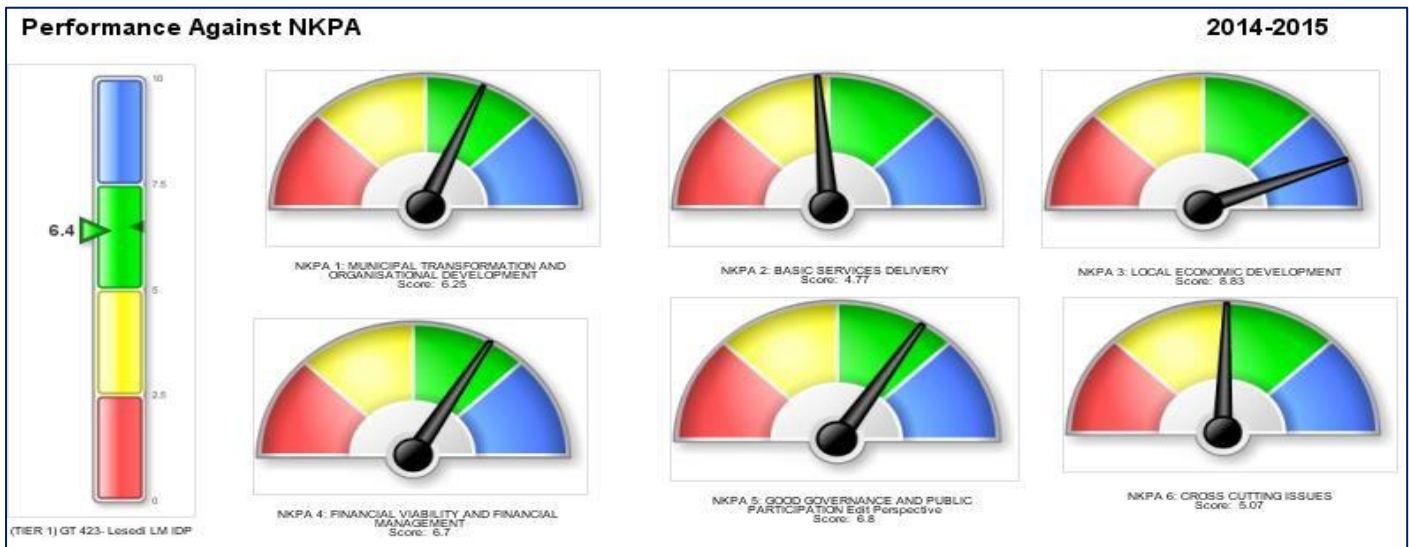 Performance Against NKPA
2014-2015
10
7.5
6.4
5
2.5
0
(TIER 1) GT 423- Lesedi LM IDP
NKPA 1: MUNICIPAL TRANSFORMATION AND
ORGANISATIONAL DEVELOPMENT
Score: 6.25
NKPA 2: BASIC SERVICES DELIVERY
Score: 4.77
NKPA 3: LOCAL ECONOMIC DEVELOPMENT
Score: 8.83
NKPA 4: FINANCIAL VIABILITY AND FINANCIAL
MANAGEMENT
Score: 6.7
NKPA 5: GOOD GOVERNANCE AND PUBLIC
PARTICIPATION Edit Perspective
Score: 6.8
NKPA 6: CROSS CUTTING ISSUES
Score: 5.07